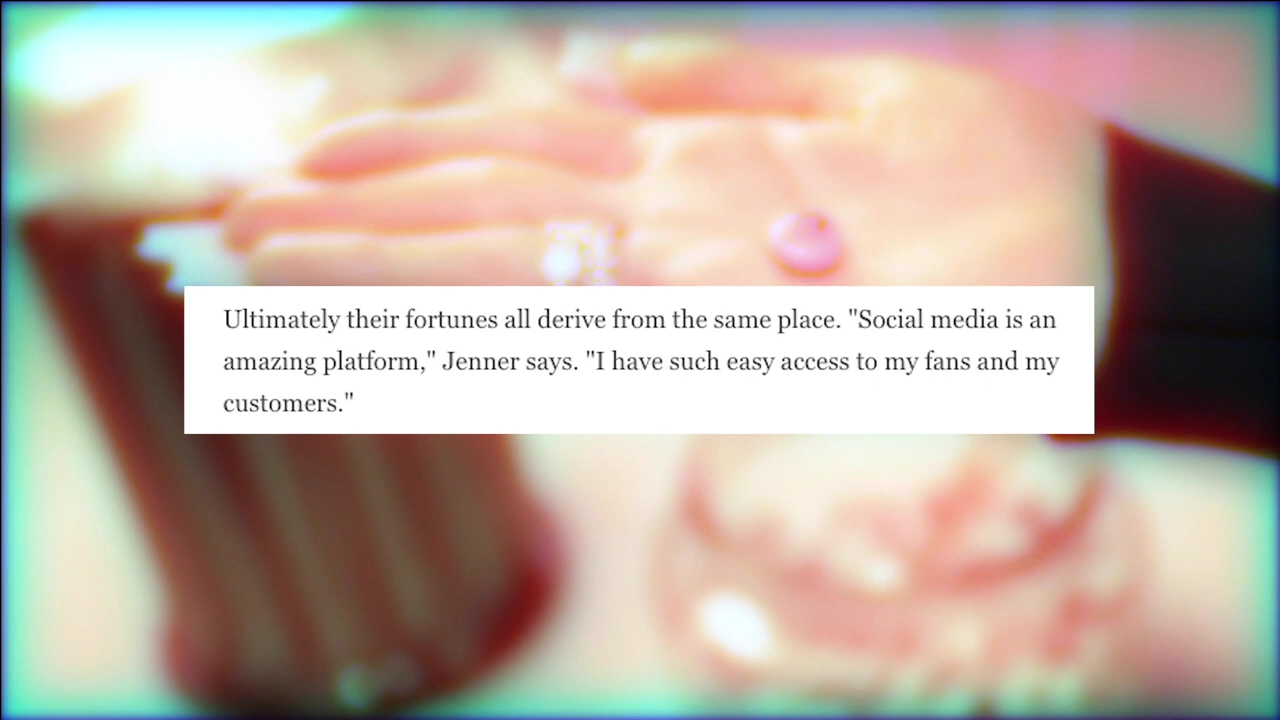 Ultimately their fortunes all derive from the same place. "Social media is an
amazing platform," Jenner says. "I have such easy access to my fans and my
customers."